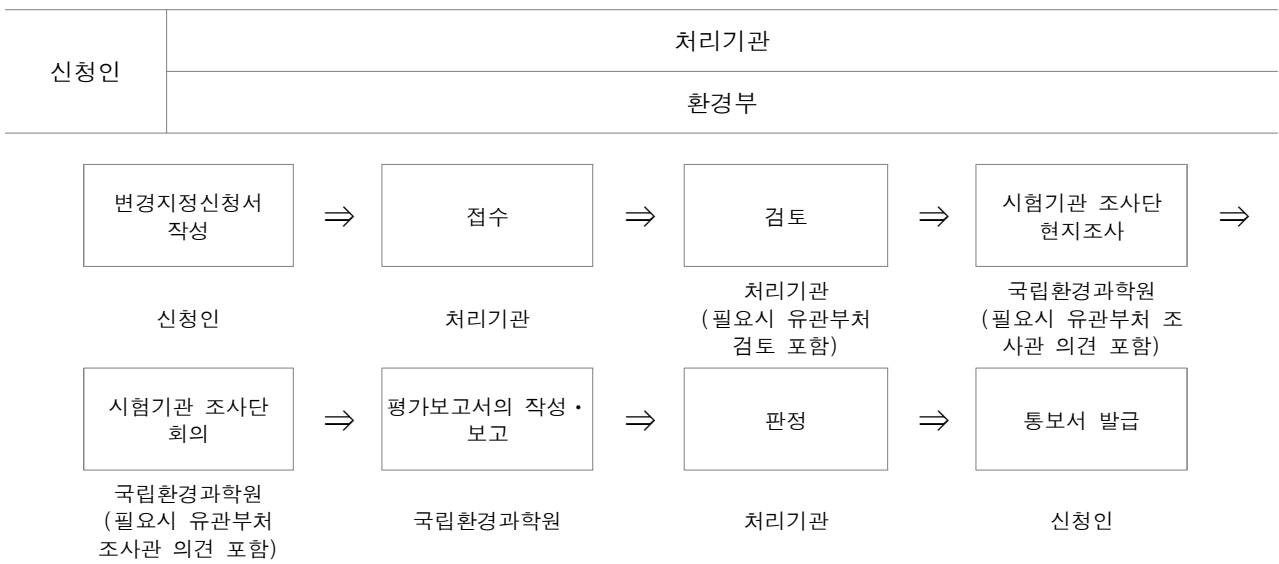 신청인
처리기관
환경부
변경지정신청서
작성
⇒
접수
⇒
검토
⇒
시험기관 조사단
현지조사
⇒
신청인
처리기관
처리기관
(필요시 유관부처
검토 포함)
국립환경과학원
(필요시 유관부처 조
사관 의견 포함)
시험기관 조사단
회의
⇒
평가보고서의 작성·
보고
⇒
판정
⇒
통보서 발급
국립환경과학원
(필요시 유관부처
조사관 의견 포함)
국립환경과학원
처리기관
신청인